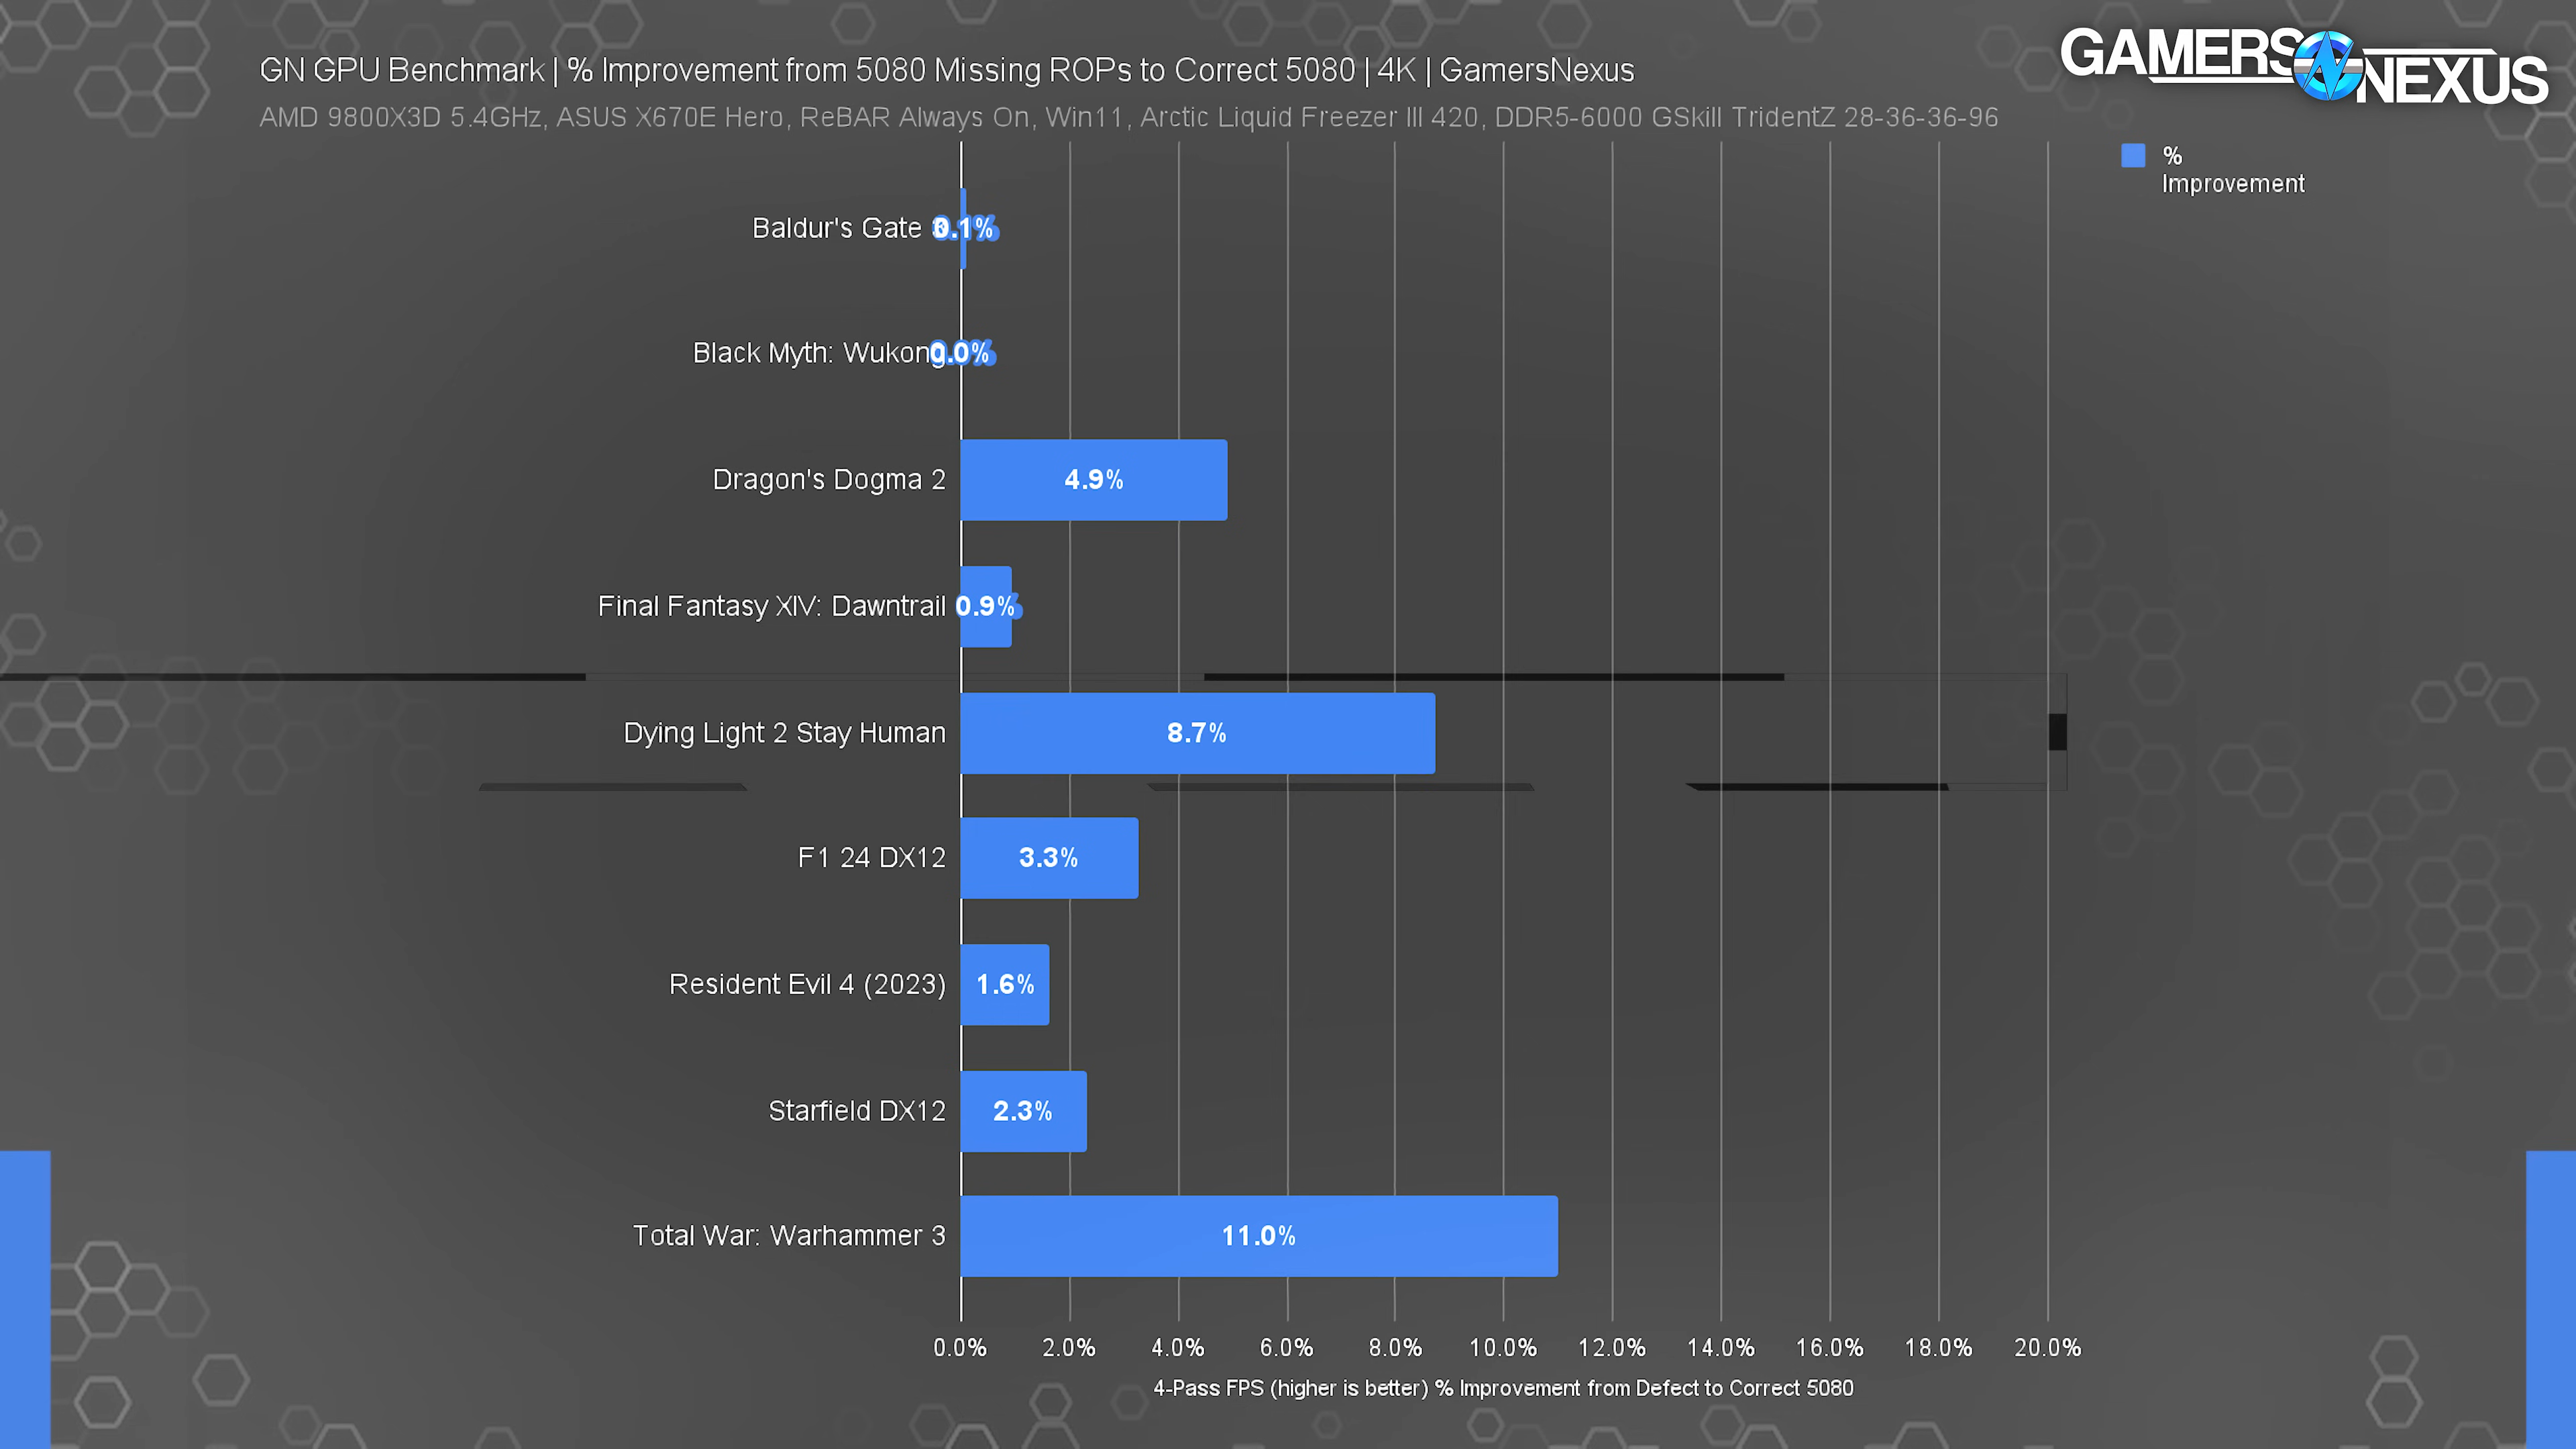 GAMERS NEXUS
GN GPU Benchmark | % Improvement from 5080 Missing ROPs to Correct 5080 | 4K | GamersNexus
AMD 9800X3D 5.4GHz, ASUS X670E Hero, ReBAR Always On, Win11, Arctic Liquid Freezer III 420, DDR5-6000 GSkill TridentZ 28-36-36-96
% Improvement
Baldur's Gate 0.1%
Black Myth: Wukong 0.0%
Dragon's Dogma 2 4.9%
Final Fantasy XIV: Dawntrail 0.9%
Dying Light 2 Stay Human 8.7%
F1 24 DX12 3.3%
Resident Evil 4 (2023) 1.6%
Starfield DX12 2.3%
Total War: Warhammer 3 11.0%
0.0% 2.0% 4.0% 6.0% 8.0% 10.0% 12.0% 14.0% 16.0% 18.0% 20.0%
4-Pass FPS (higher is better) % Improvement from Defect to Correct 5080